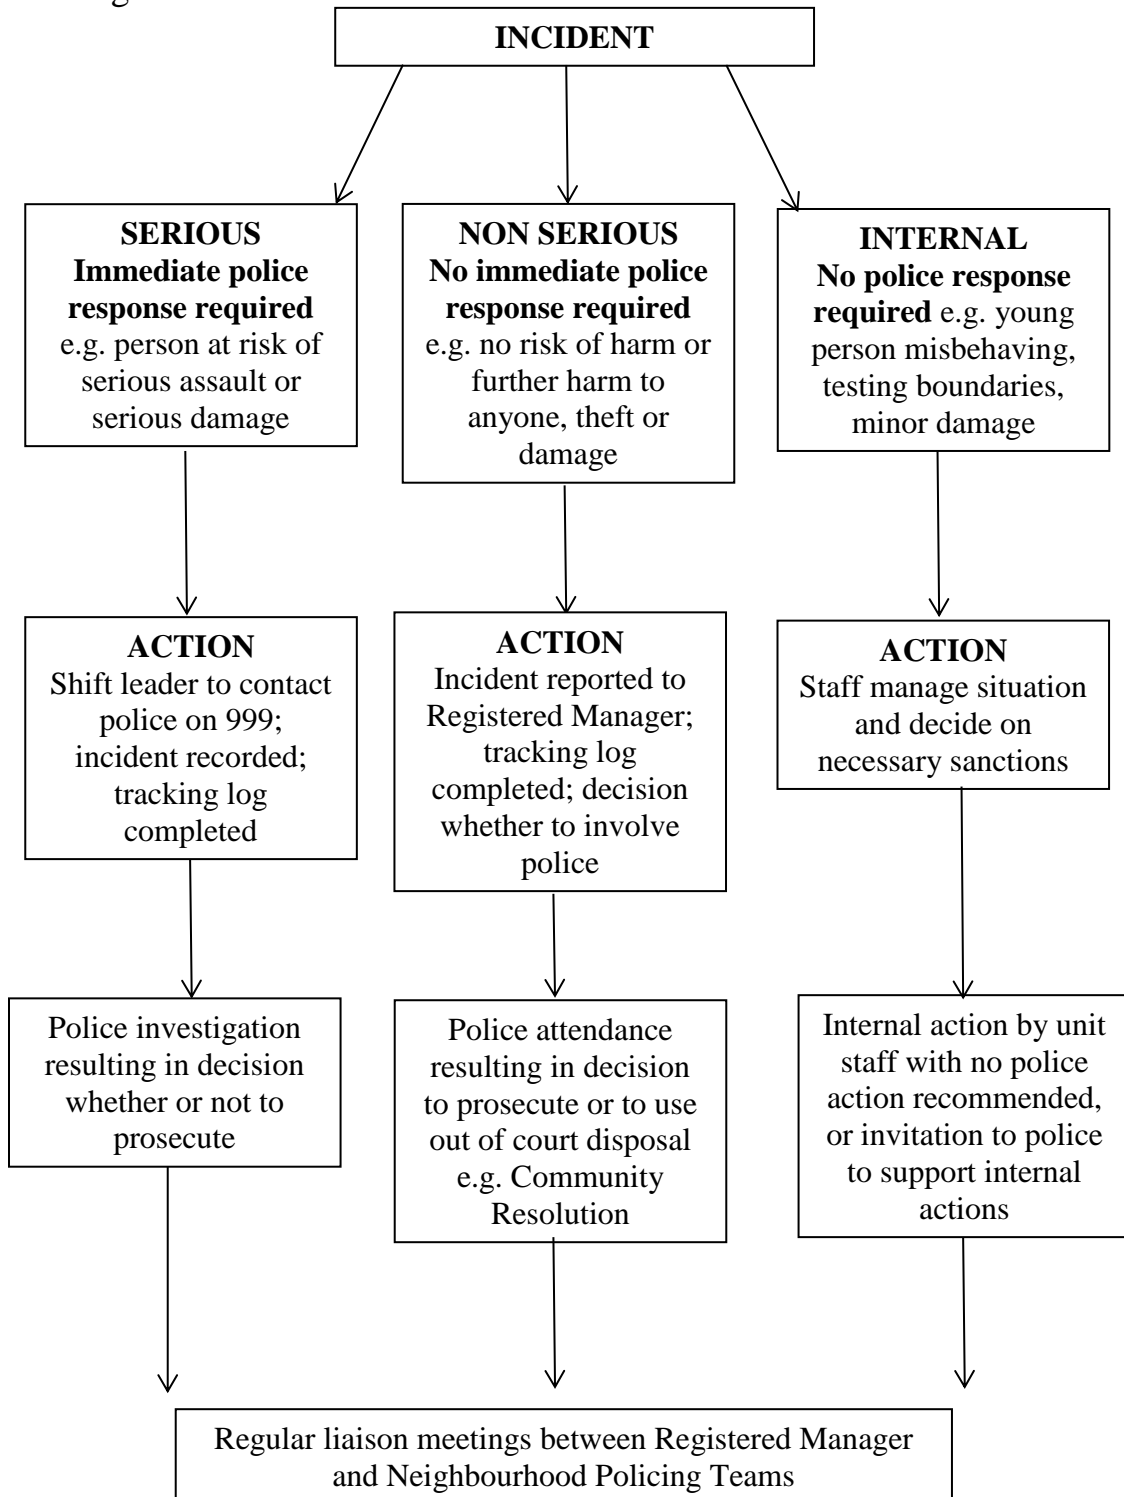 INCIDENT
SERIOUS
Immediate police
response required
e.g. person at risk of
serious assault or
serious damage
NON SERIOUS
No immediate police
response required
e.g. no risk of harm or
further harm to
anyone, theft or
damage
INTERNAL
No police response
required e.g. young
person misbehaving,
testing boundaries,
minor damage
ACTION
Shift leader to contact
police on 999;
incident recorded;
tracking log
completed
ACTION
Incident reported to
Registered Manager;
tracking log
completed; decision
whether to involve
police
ACTION
Staff manage situation
and decide on
necessary sanctions
Police investigation
resulting in decision
whether or not to
prosecute
Police attendance
resulting in decision
to prosecute or to use
out of court disposal
e.g. Community
Resolution
Internal action by unit
staff with no police
action recommended,
or invitation to police
to support internal
actions
Regular liaison meetings between Registered Manager
and Neighbourhood Policing Teams